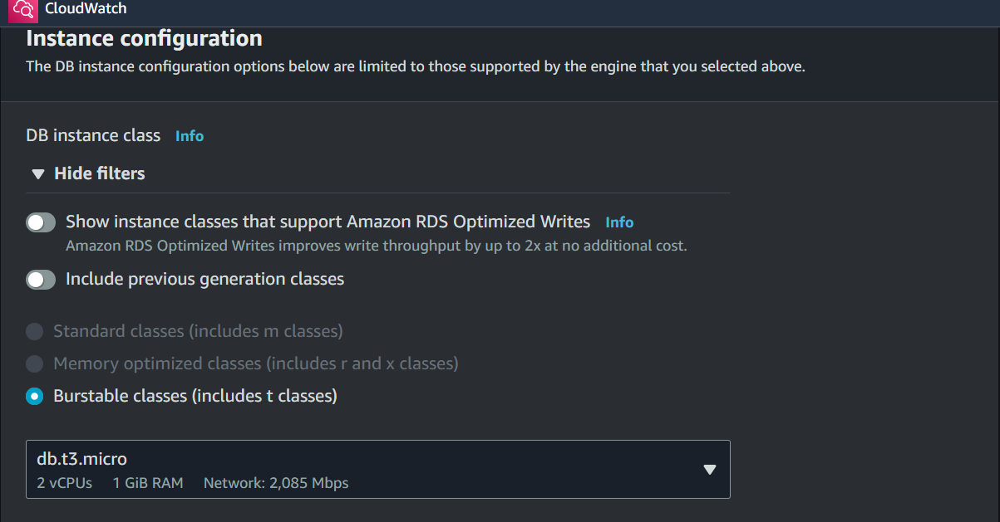 CloudWatch
Instance configuration
The DB instance configuration options below are limited to those supported by the engine that you selected above.
DB instance class Info
Hide filters
Show instance classes that support Amazon RDS Optimized Writes Info
Amazon RDS Optimized Writes improves write throughput by up to 2x at no additional cost.
Include previous generation classes
Standard classes (includes m classes)
Memory optimized classes (includes r and x classes)
Burstable classes (includes t classes)
db.t3.micro
2 vCPUs 1 GiB RAM Network: 2,085 Mbps